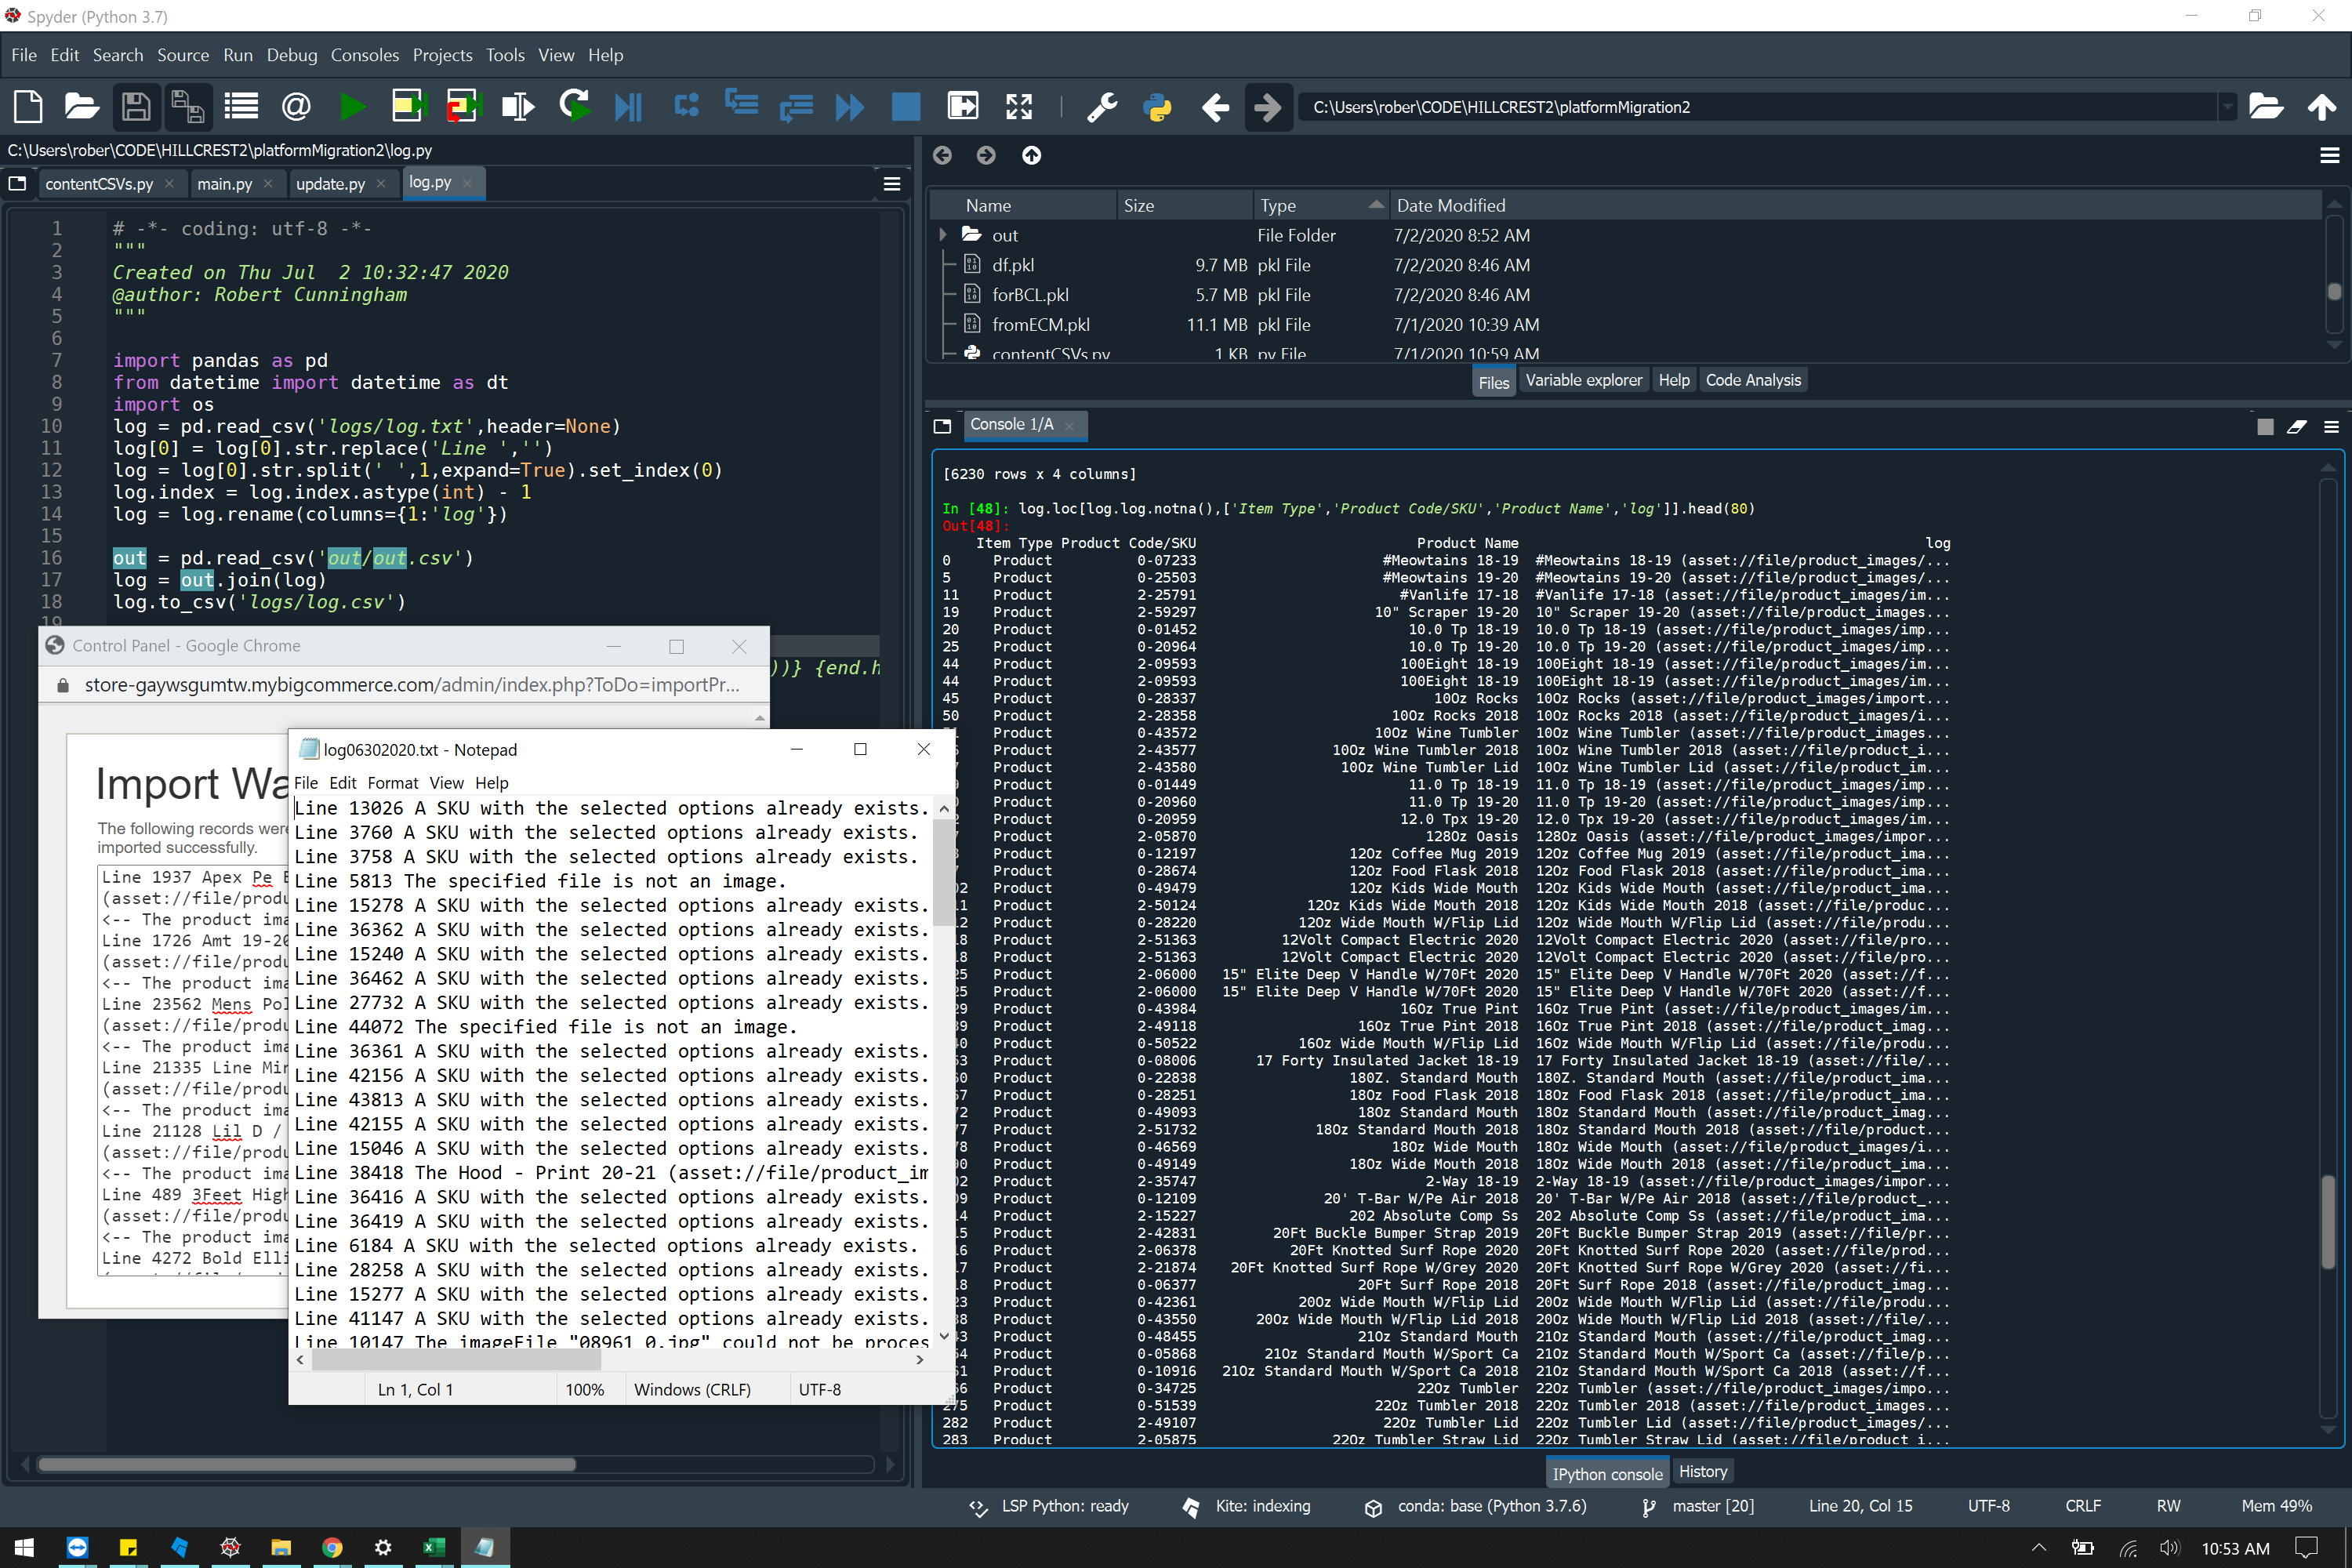 Spyder (Python 3.7)
File Edit Search Source Run Debug Consoles Projects Tools View Help
C:\Users\rober\CODE\HILLCREST2\platformMigration2
C:\Users\rober\CODE\HILLCREST2\platformMigration2\log.py
contentCSVs.py main.py update.py log.py
1 # -*- coding: utf-8 -*-
2 """
3 Created on Thu Jul  2 10:32:47 2020
4 @author: Robert Cunningham
5 """
6
7 import pandas as pd
8 from datetime import datetime as dt
9 import os
10 log = pd.read_csv('logs/log.txt',header=None)
11 log[0] = log[0].str.replace('Line ','')
12 log = log[0].str.split(' ',1,expand=True).set_index(0)
13 log.index = log.index.astype(int) - 1
14 log = log.rename(columns={1:'log'})
15
16 out = pd.read_csv('out/out.csv')
17 log = out.join(log)
18 log.to_csv('logs/log.csv')
19
))} {end.h
Control Panel - Google Chrome
store-gaywsgumtw.mybigcommerce.com/admin/index.php?ToDo=importPr...
Import Wa
The following records were
imported successfully.
Line 1937 Apex Pe
(asset://file/produ
<-- The product ima
Line 1726 Amt 19-20
(asset://file/produ
<-- The product ima
Line 23562 Mens Pol
(asset://file/produ
<-- The product ima
Line 21335 Line Mir
(asset://file/produ
<-- The product ima
Line 21128 Lil D /
(asset://file/produ
<-- The product ima
Line 489 3Feet High
(asset://file/produ
<-- The product ima
Line 4272 Bold Elli
log06302020.txt - Notepad
File Edit Format View Help
Line 13026 A SKU with the selected options already exists.
Line 3760 A SKU with the selected options already exists.
Line 3758 A SKU with the selected options already exists.
Line 5813 The specified file is not an image.
Line 15278 A SKU with the selected options already exists.
Line 36362 A SKU with the selected options already exists.
Line 15240 A SKU with the selected options already exists.
Line 36462 A SKU with the selected options already exists.
Line 27732 A SKU with the selected options already exists.
Line 44072 The specified file is not an image.
Line 36361 A SKU with the selected options already exists.
Line 42156 A SKU with the selected options already exists.
Line 43813 A SKU with the selected options already exists.
Line 42155 A SKU with the selected options already exists.
Line 15046 A SKU with the selected options already exists.
Line 38418 The Hood - Print 20-21 (asset://file/product_im
Line 36416 A SKU with the selected options already exists.
Line 36419 A SKU with the selected options already exists.
Line 6184 A SKU with the selected options already exists.
Line 28258 A SKU with the selected options already exists.
Line 15277 A SKU with the selected options already exists.
Line 41147 A SKU with the selected options already exists.
Line 10147 The imageFile "08961_0.jpg" could not be proces
Ln 1, Col 1 100% Windows (CRLF) UTF-8
Name Size Type Date Modified
out File Folder 7/2/2020 8:52 AM
df.pkl 9.7 MB pkl File 7/2/2020 8:46 AM
forBCL.pkl 5.7 MB pkl File 7/2/2020 8:46 AM
fromECM.pkl 11.1 MB pkl File 7/1/2020 10:39 AM
contentCSVs.py 1 KB py File 7/1/2020 10:59 AM
Files Variable explorer Help Code Analysis
Console 1/A
[6230 rows x 4 columns]
In [48]: log.loc[log.log.notna(),['Item Type','Product Code/SKU','Product Name','log']].head(80)
Out[48]:
Item Type Product Code/SKU Product Name log
0 Product 0-07233 #Meowtains 18-19 #Meowtains 18-19 (asset://file/product_images/...
5 Product 0-25503 #Meowtains 19-20 #Meowtains 19-20 (asset://file/product_images/...
11 Product 2-25791 #Vanlife 17-18 #Vanlife 17-18 (asset://file/product_images/im...
19 Product 2-59297 10" Scraper 19-20 10" Scraper 19-20 (asset://file/product_images...
20 Product 0-01452 10.0 Tp 18-19 10.0 Tp 18-19 (asset://file/product_images/imp...
25 Product 0-20964 10.0 Tp 19-20 10.0 Tp 19-20 (asset://file/product_images/imp...
44 Product 2-09593 100Eight 18-19 100Eight 18-19 (asset://file/product_images/im...
44 Product 2-09593 100Eight 18-19 100Eight 18-19 (asset://file/product_images/im...
45 Product 0-28337 10Oz Rocks 10Oz Rocks (asset://file/product_images/import...
50 Product 2-28358 10Oz Rocks 2018 10Oz Rocks 2018 (asset://file/product_images/i...
Product 0-43572 10Oz Wine Tumbler 10Oz Wine Tumbler (asset://file/product_images...
Product 2-43577 10Oz Wine Tumbler 2018 10Oz Wine Tumbler 2018 (asset://file/product_i...
Product 2-43580 10Oz Wine Tumbler Lid 10Oz Wine Tumbler Lid (asset://file/product_im...
Product 0-01449 11.0 Tp 18-19 11.0 Tp 18-19 (asset://file/product_images/imp...
Product 0-20960 11.0 Tp 19-20 11.0 Tp 19-20 (asset://file/product_images/imp...
2 Product 0-20959 12.0 Tpx 19-20 12.0 Tpx 19-20 (asset://file/product_images/im...
7 Product 2-05870 128Oz Oasis 128Oz Oasis (asset://file/product_images/impor...
Product 0-12197 12Oz Coffee Mug 2019 12Oz Coffee Mug 2019 (asset://file/product_ima...
7 Product 0-28674 12Oz Food Flask 2018 12Oz Food Flask 2018 (asset://file/product_ima...
02 Product 0-49479 12Oz Kids Wide Mouth 12Oz Kids Wide Mouth (asset://file/product_ima...
11 Product 2-50124 12Oz Kids Wide Mouth 2018 12Oz Kids Wide Mouth 2018 (asset://file/produc...
12 Product 0-28220 12Oz Wide Mouth W/Flip Lid 12Oz Wide Mouth W/Flip Lid (asset://file/produ...
18 Product 2-51363 12Volt Compact Electric 2020 12Volt Compact Electric 2020 (asset://file/pro...
18 Product 2-51363 12Volt Compact Electric 2020 12Volt Compact Electric 2020 (asset://file/pro...
25 Product 2-06000 15" Elite Deep V Handle W/70Ft 2020 15" Elite Deep V Handle W/70Ft 2020 (asset://f...
25 Product 2-06000 15" Elite Deep V Handle W/70Ft 2020 15" Elite Deep V Handle W/70Ft 2020 (asset://f...
29 Product 0-43984 16Oz True Pint 16Oz True Pint (asset://file/product_images/im...
39 Product 2-49118 16Oz True Pint 2018 16Oz True Pint 2018 (asset://file/product_imag...
40 Product 0-50522 16Oz Wide Mouth W/Flip Lid 16Oz Wide Mouth W/Flip Lid (asset://file/produ...
53 Product 0-08006 17 Forty Insulated Jacket 18-19 17 Forty Insulated Jacket 18-19 (asset://file/...
60 Product 0-22838 18OZ. Standard Mouth 18OZ. Standard Mouth (asset://file/product_ima...
67 Product 0-28251 18Oz Food Flask 2018 18Oz Food Flask 2018 (asset://file/product_ima...
72 Product 0-49093 18Oz Standard Mouth 18Oz Standard Mouth (asset://file/product_imag...
77 Product 2-51732 18Oz Standard Mouth 2018 18Oz Standard Mouth 2018 (asset://file/product...
78 Product 0-46569 18Oz Wide Mouth 18Oz Wide Mouth (asset://file/product_images/i...
90 Product 0-49149 18Oz Wide Mouth 2018 18Oz Wide Mouth 2018 (asset://file/product_ima...
02 Product 2-35747 2-Way 18-19 2-Way 18-19 (asset://file/product_images/impor...
09 Product 0-12109 20' T-Bar W/Pe Air 2018 20' T-Bar W/Pe Air 2018 (asset://file/product_...
14 Product 2-15227 202 Absolute Comp Ss 202 Absolute Comp Ss (asset://file/product_ima...
15 Product 2-42831 20Ft Buckle Bumper Strap 2019 20Ft Buckle Bumper Strap 2019 (asset://file/pr...
16 Product 2-06378 20Ft Knotted Surf Rope 2020 20Ft Knotted Surf Rope 2020 (asset://file/prod...
17 Product 2-21874 20Ft Knotted Surf Rope W/Grey 2020 20Ft Knotted Surf Rope W/Grey 2020 (asset://fi...
18 Product 0-06377 20Ft Surf Rope 2018 20Ft Surf Rope 2018 (asset://file/product_imag...
23 Product 0-42361 20Oz Wide Mouth W/Flip Lid 20Oz Wide Mouth W/Flip Lid (asset://file/produ...
38 Product 0-43550 20Oz Wide Mouth W/Flip Lid 2018 20Oz Wide Mouth W/Flip Lid 2018 (asset://file/...
43 Product 0-48455 21Oz Standard Mouth 21Oz Standard Mouth (asset://file/product_imag...
54 Product 0-05868 21Oz Standard Mouth W/Sport Ca 21Oz Standard Mouth W/Sport Ca (asset://file/p...
61 Product 0-10916 21Oz Standard Mouth W/Sport Ca 2018 21Oz Standard Mouth W/Sport Ca 2018 (asset://f...
66 Product 0-34725 22Oz Tumbler 22Oz Tumbler (asset://file/product_images/impo...
275 Product 0-51539 22Oz Tumbler 2018 22Oz Tumbler 2018 (asset://file/product_images...
282 Product 2-49107 22Oz Tumbler Lid 22Oz Tumbler Lid (asset://file/product_images/...
283 Product 2-05875 22Oz Tumbler Straw Lid 22Oz Tumbler Straw Lid (asset://file/product_i...
IPython console History
LSP Python: ready Kite: indexing conda: base (Python 3.7.6) master [20] Line 20, Col 15 UTF-8 CRLF RW Mem 49%
10:53 AM